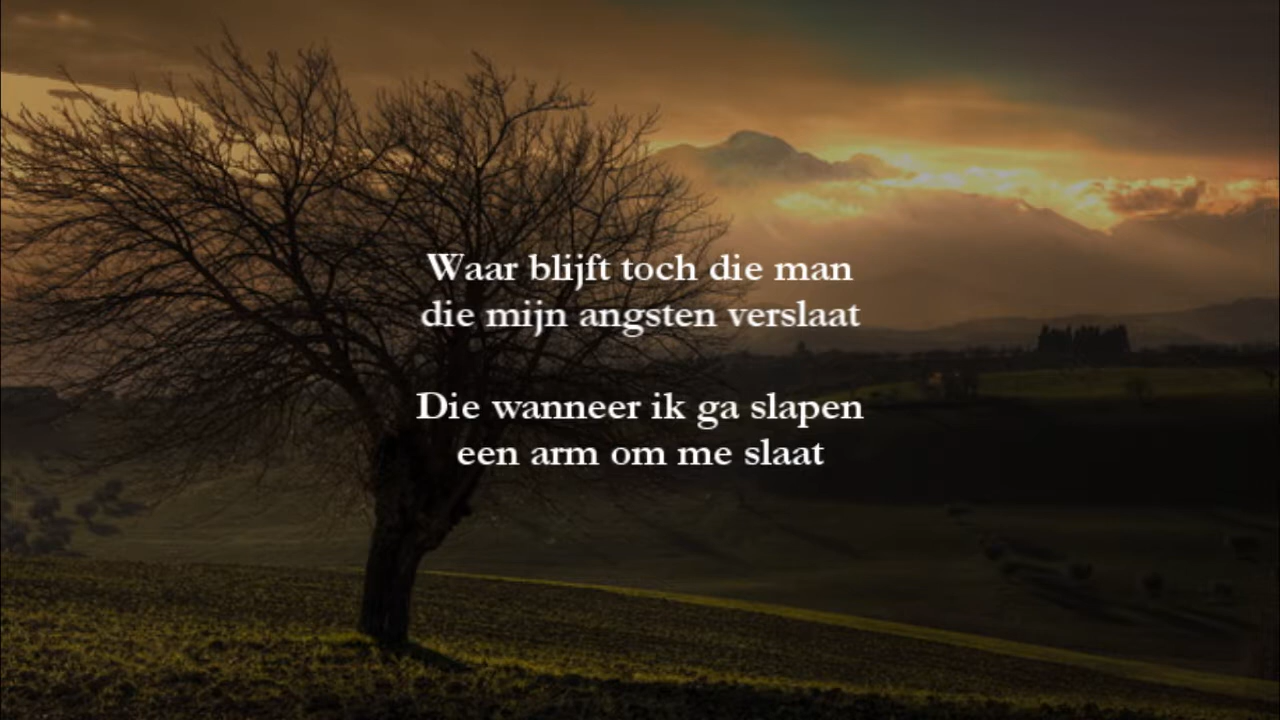 Waar blijft toch die man
die mijn angsten verslaat
Die wanneer ik ga slapen
een arm om me slaat